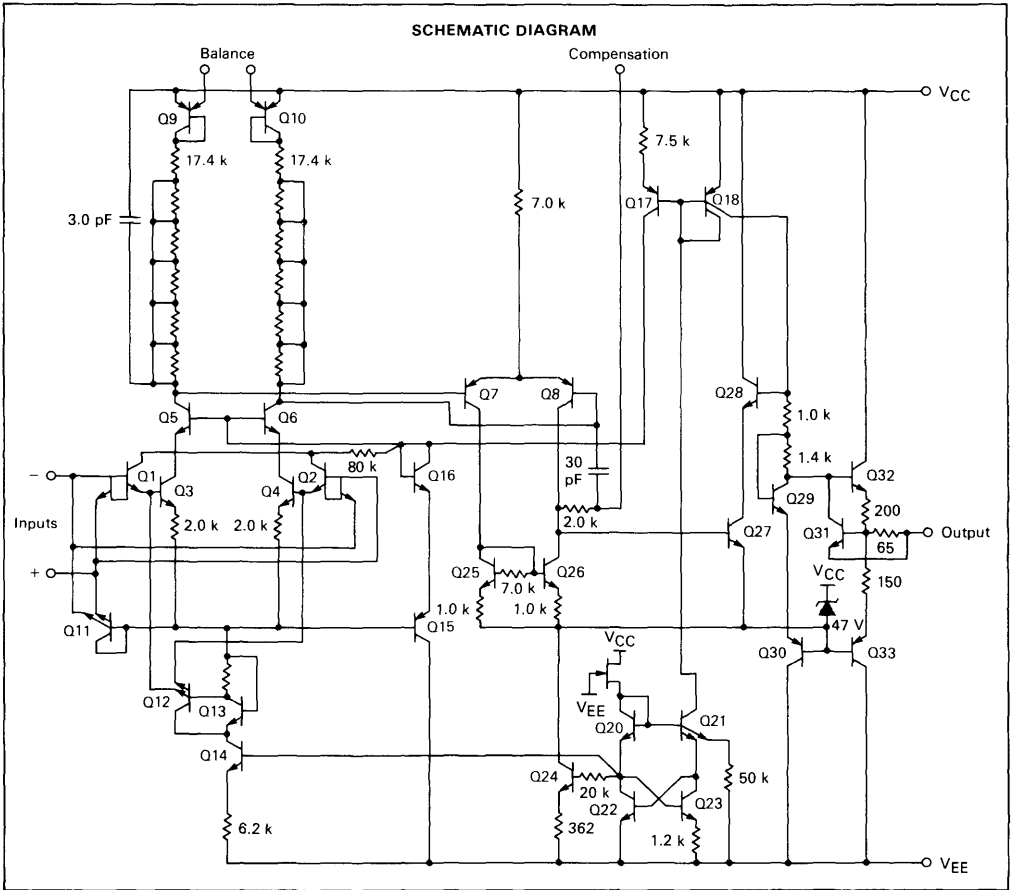 SCHEMATIC DIAGRAM
Balance
Compensation
VCC
Q9
Q10
17.4 k
17.4 k
7.5 k
3.0 pF
7.0 k
Q17
Q18
Q5
Q6
Q7
Q8
Q28
1.0 k
80 k
Q16
30
pF
1.4 k
Q32
−
Q1
Q3
Q4
Q2
Q29
200
Inputs
2.0 k
2.0 k
2.0 k
Q27
Q31
Output
65
+
Q25
7.0 k
Q26
VCC
150
1.0 k
1.0 k
47 V
Q11
Q15
Q30
Q33
VCC
Q12
Q13
VEE
Q20
Q21
Q14
Q24
20 k
Q22
Q23
50 k
6.2 k
362
1.2 k
VEE